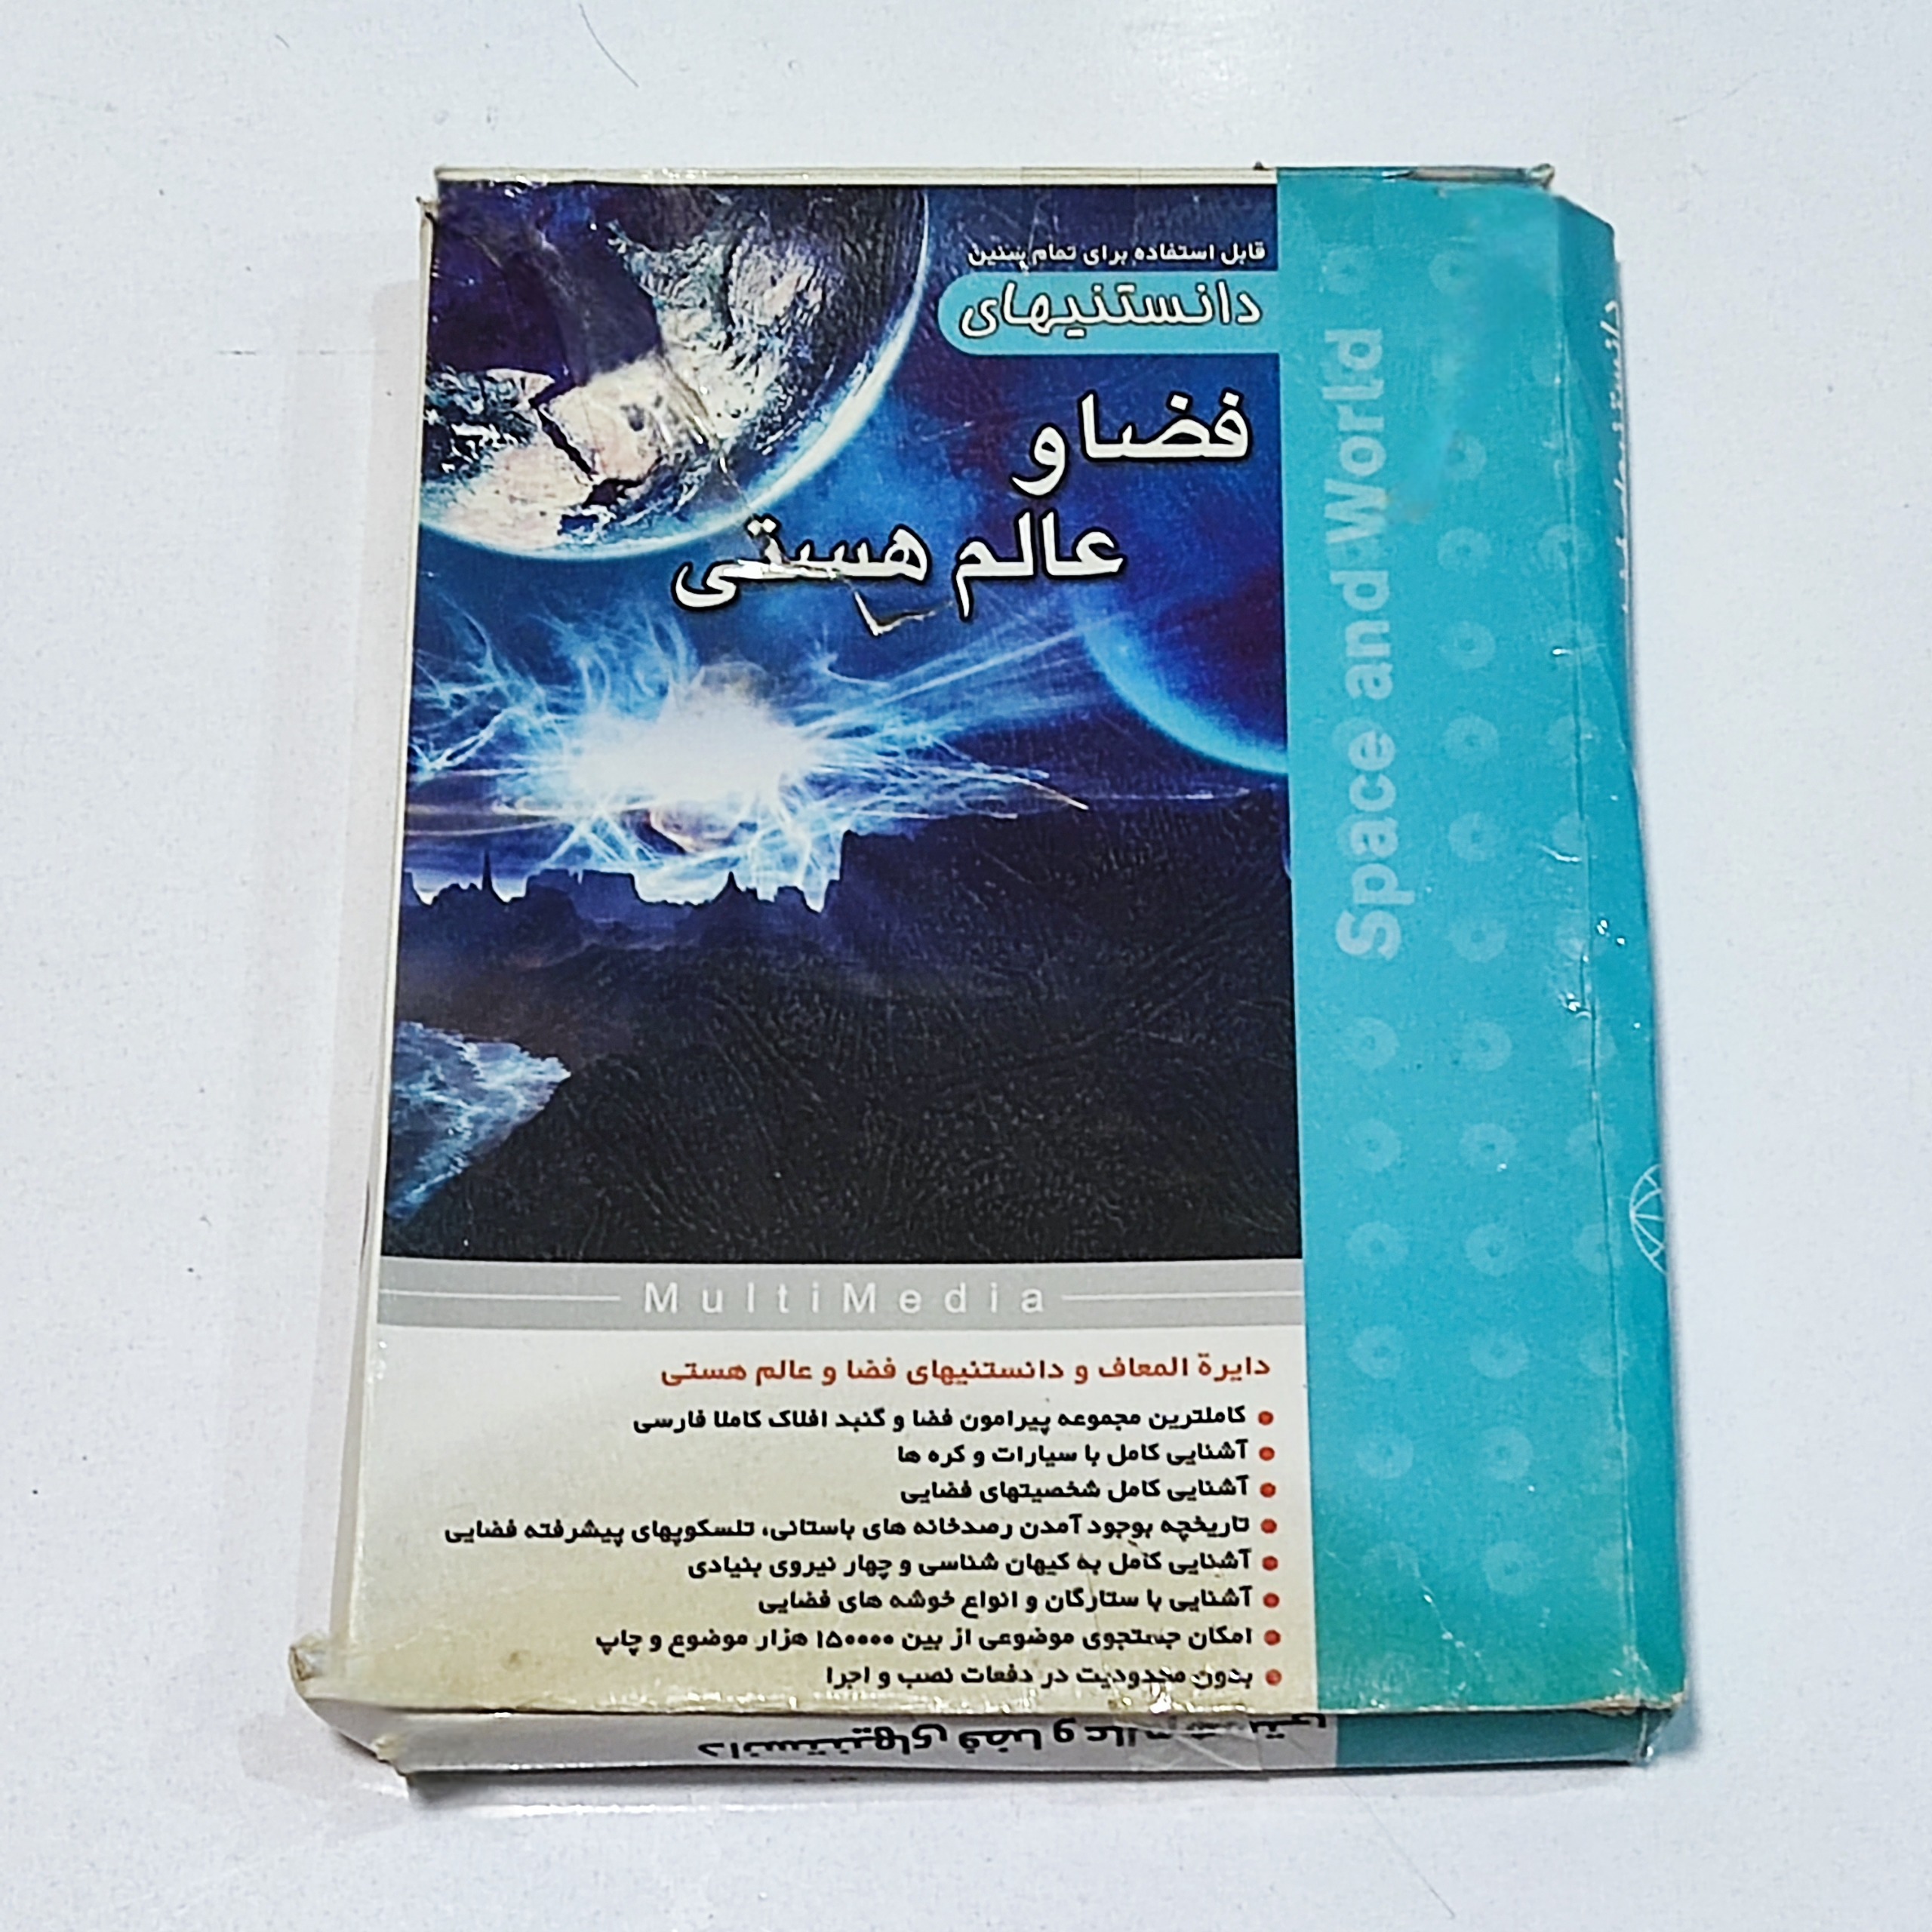 قابل استفاده برای تمام سنین
دانستنیهای
فضا و
عالم هستی
Space and World
MultiMedia
دایرة المعاف و دانستنیهای فضا و عالم هستی
کاملترین مجموعه پیرامون فضا و گنبد افلاک کاملا فارسی
آشنایی کامل با سیارات و کره ها
آشنایی کامل شخصیتهای فضایی
تاریخچه بوجود آمدن رصدخانه های باستانی، تلسکوپهای پیشرفته فضایی
آشنایی کامل به کیهان شناسی و چهار نیروی بنیادی
آشنایی با ستارگان و انواع خوشه های فضایی
امکان جستجوی موضوعی از بین ۱۵۰۰۰۰ هزار موضوع و چاپ
بدون محدودیت در دفعات نصب و اجرا
دانستنیهای فضا و عالم هستی